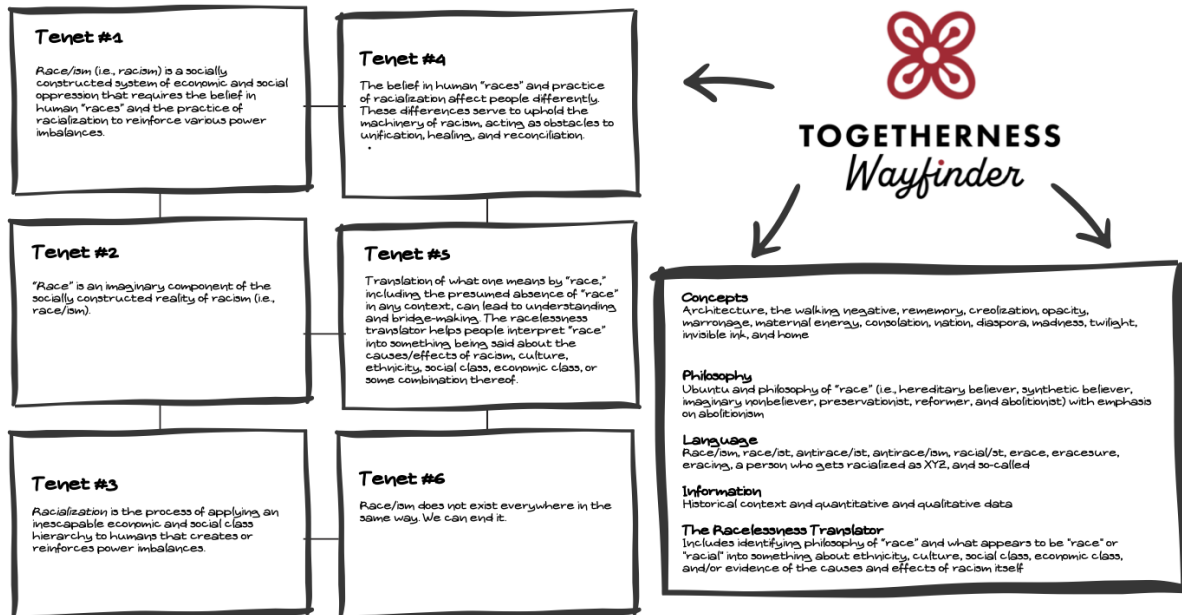 Tenet #1
Race/ism (i.e., racism) is a socially
constructed system of economic and social
oppression that requires the belief in
human "races" and the practice of
racialization to reinforce various power
imbalances.
Tenet #2
"Race" is an imaginary component of the
socially constructed reality of racism (i.e.,
race/ism).
Tenet #3
Racialization is the process of applying an
inescapable economic and social class
hierarchy to humans that creates or
reinforces power imbalances.
Tenet #4
The belief in human "races" and practice
of racialization affect people differently.
These differences serve to uphold the
machinery of racism, acting as obstacles to
unification, healing, and reconciliation.
•
Tenet #5
Translation of what one means by "race,"
including the presumed absence of "race"
in any context, can lead to understanding
and bridge-making. The racelessness
translator helps people interpret "race"
into something being said about the
causes/effects of racism, culture,
ethnicity, social class, economic class, or
some combination thereof.
Tenet #6
Race/ism does not exist everywhere in the
same way. We can end it.
TOGETHERNESS
Wayfinder
Concepts
Architecture, the walking negative, rememory, creolization, opacity,
marronage, maternal energy, consolation, nation, diaspora, madness, twilight,
invisible ink, and home
Philosophy
Ubuntu and philosophy of "race" (i.e., hereditary believer, synthetic believer,
imaginary nonbeliever, preservationist, reformer, and abolitionist) with emphasis
on abolitionism
Language
Race/ism, race/ist, antirace/ist, antirace/ism, racial/st, erace, eracesure,
eracing, a person who gets racialized as XYZ, and so-called
Information
Historical context and quantitative and qualitative data
The Racelessness Translator
Includes identifying philosophy of "race" and what appears to be "race" or
"racial" into something about ethnicity, culture, social class, economic class,
and/or evidence of the causes and effects of racism itself